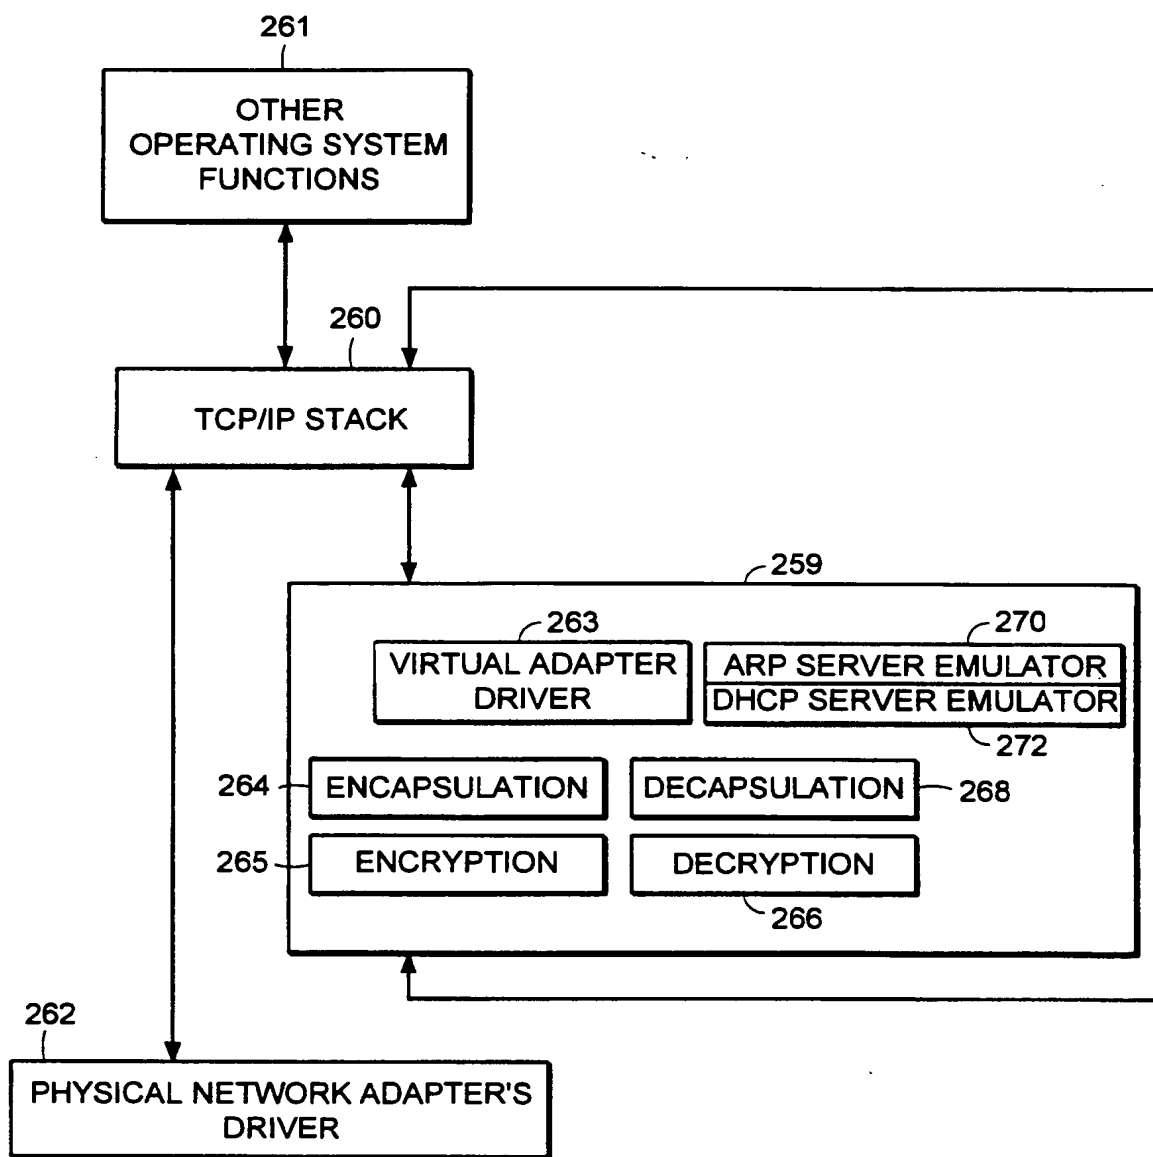 261
OTHER
OPERATING SYSTEM
FUNCTIONS
260
TCP/IP STACK
259
263
VIRTUAL ADAPTER
DRIVER
270
ARP SERVER EMULATOR
DHCP SERVER EMULATOR
272
264
ENCAPSULATION
DECAPSULATION
268
265
ENCRYPTION
DECRYPTION
266
262
PHYSICAL NETWORK ADAPTER'S
DRIVER